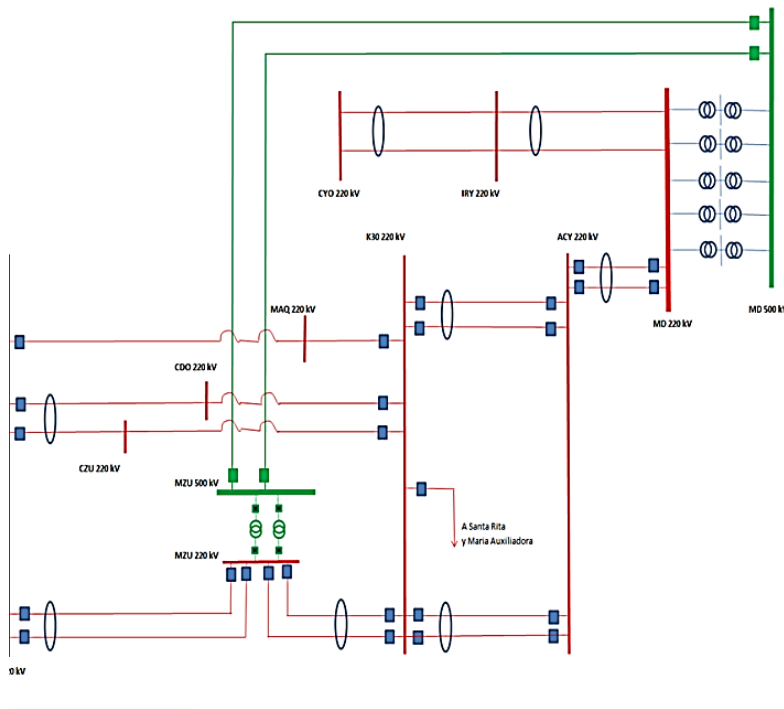 CYO 220 kV
IRY 220 kV
K30 220 kV
ACY 220 kV
MD 220 kV
MD 500 k
MAQ 220 kV
CDO 220 kV
CZU 220 kV
MZU 500 kV
A Santa Rita
y Maria Auxiliadora
MZU 220 kV
0 kV